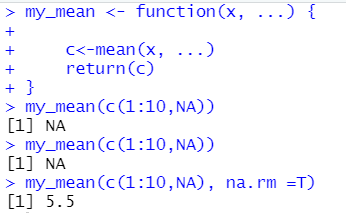 > my_mean <- function(x, ...) {
+
+     c<-mean(x, ...)
+     return(c)
+ }
> my_mean(c(1:10,NA))
[1] NA
> my_mean(c(1:10,NA))
[1] NA
> my_mean(c(1:10,NA), na.rm =T)
[1] 5.5